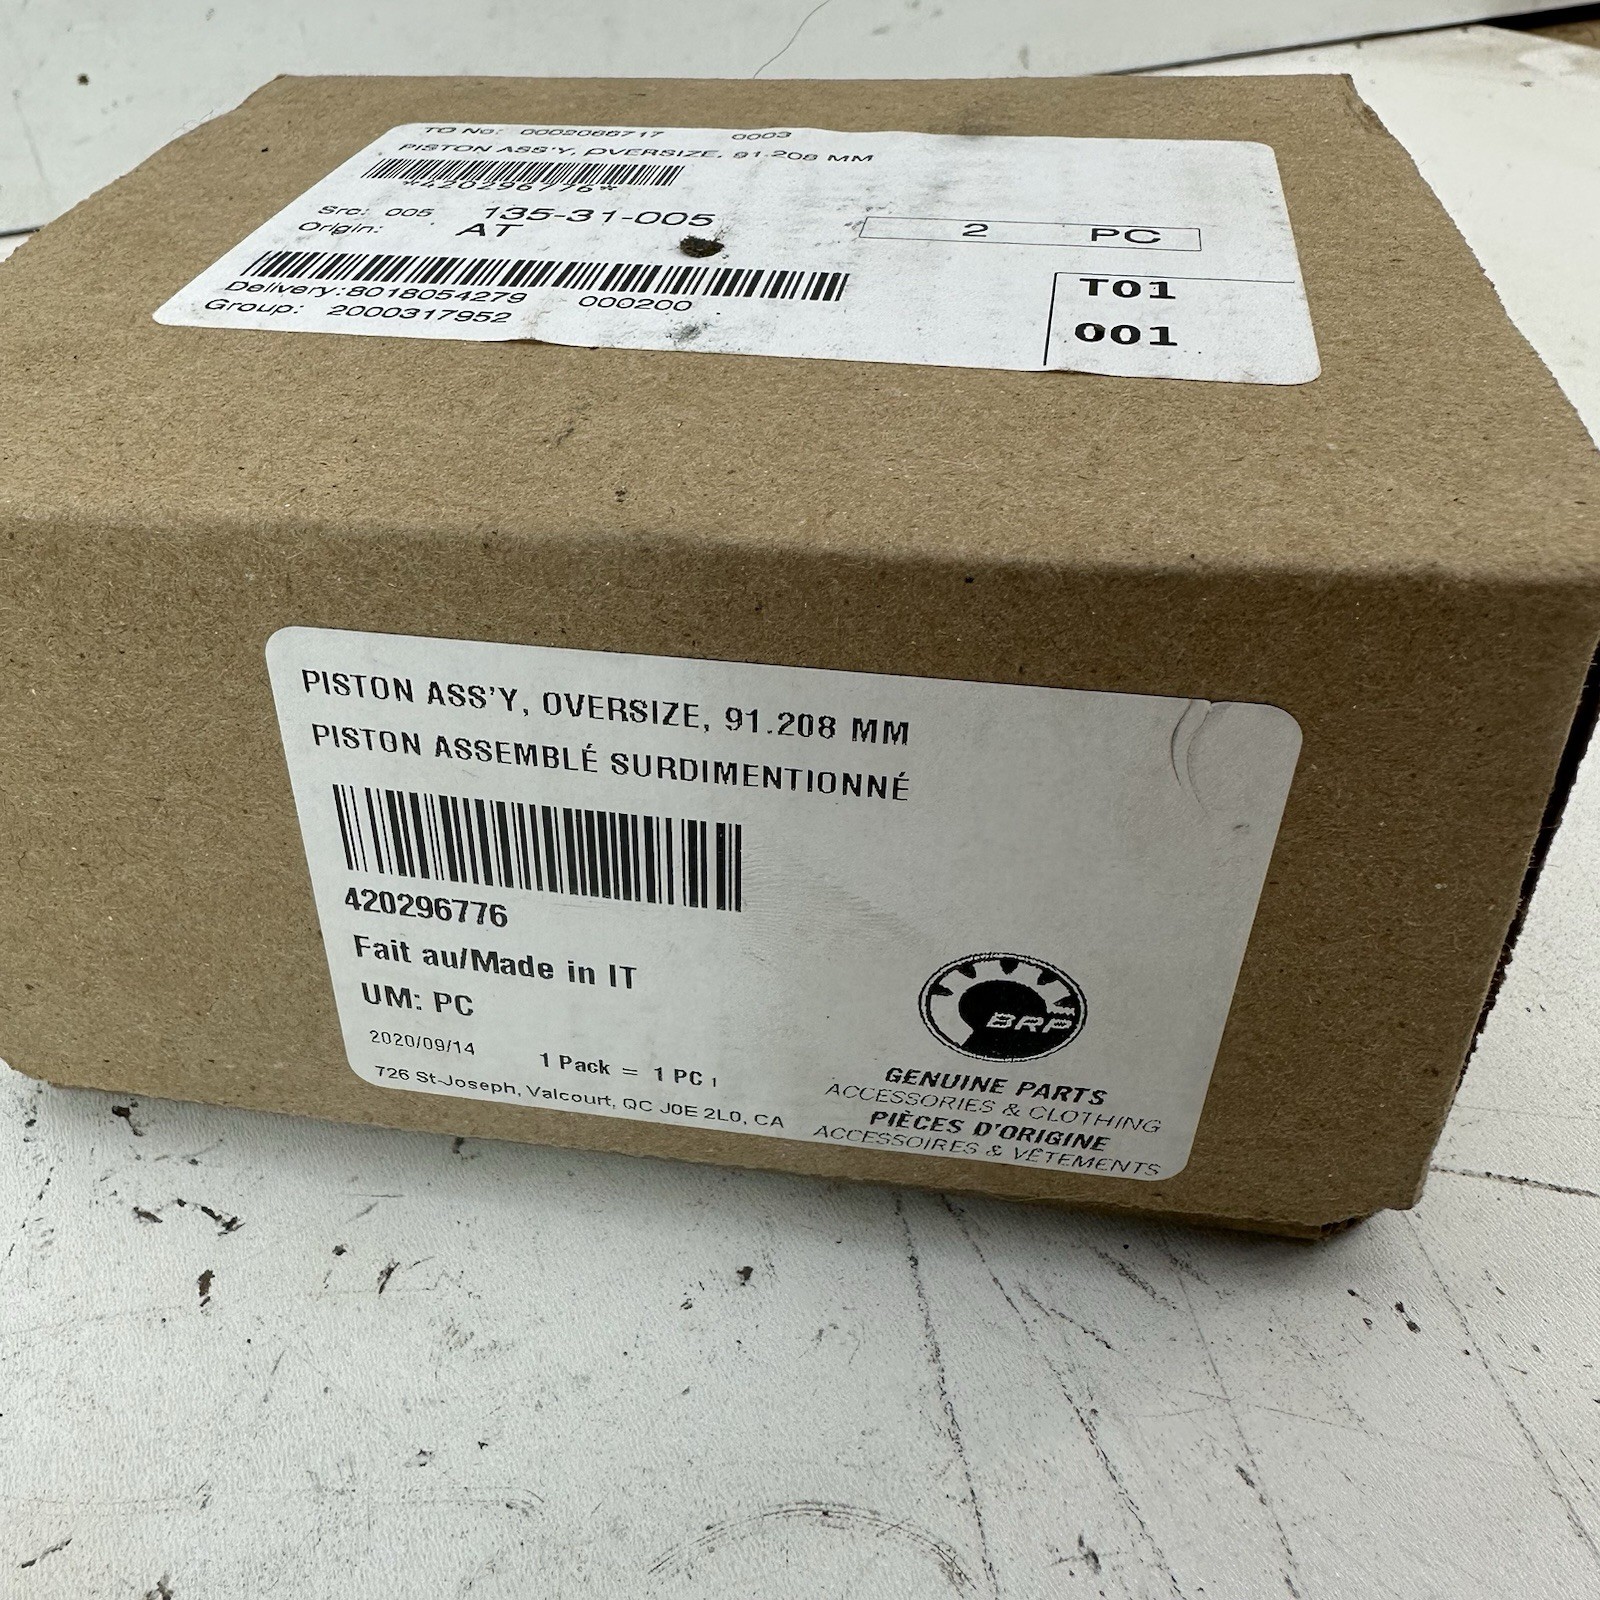 TO No: 0002066717 0003
PISTON ASS'Y, OVERSIZE, 91.208 MM
*420296776*
Src: 005 135-31-005
Origin: AT
2 PC
Delivery:8018054279 000200
Group: 2000317952
T01
001
PISTON ASS'Y, OVERSIZE, 91.208 MM
PISTON ASSEMBLÉ SURDIMENTIONNÉ
420296776
Fait au/Made in IT
UM: PC
2020/09/14 1 Pack = 1 PC
726 St-Joseph, Valcourt, QC J0E 2L0, CA
BRP
GENUINE PARTS
ACCESSORIES & CLOTHING
PIÈCES D'ORIGINE
ACCESSOIRES & VÊTEMENTS